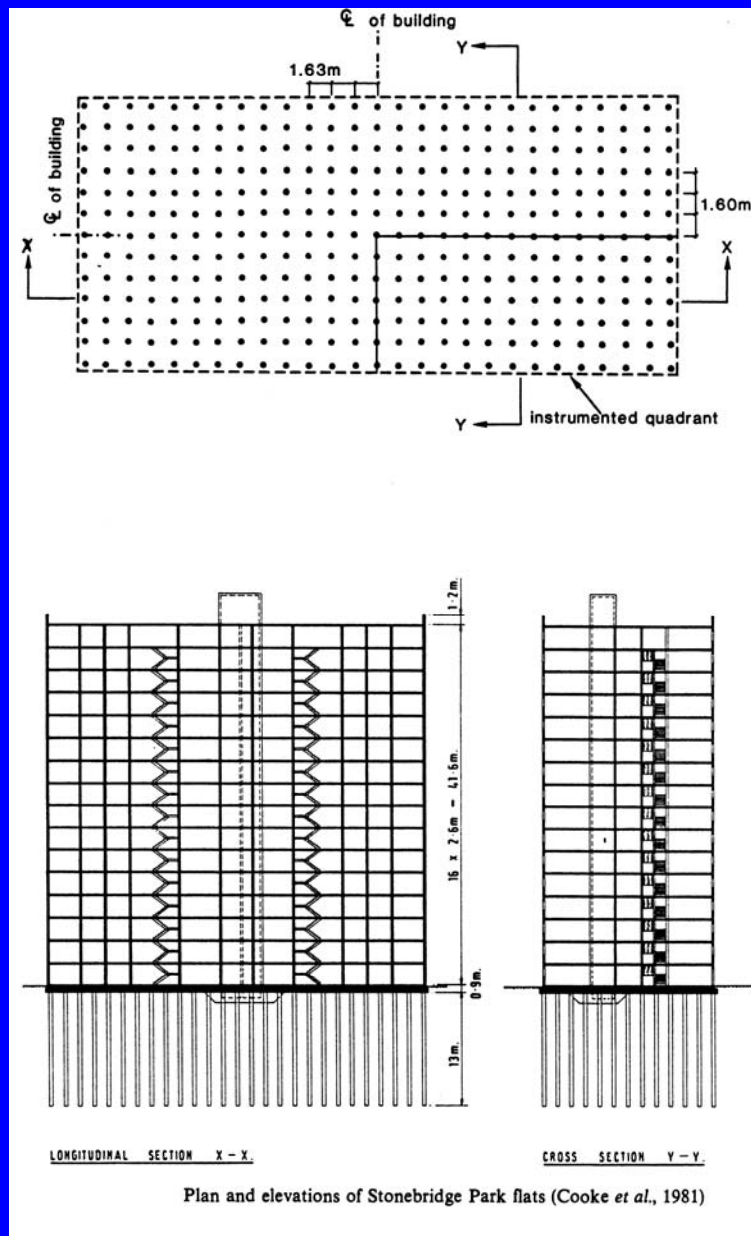 ℄ of building
Y
1.63m
℄ of building
1.60m
X
X
Y
instrumented quadrant
1·2m.
16 x 2·6m — 41·6m.
0·9m.
13m.
LONGITUDINAL SECTION X-X.
CROSS SECTION Y-Y.
Plan and elevations of Stonebridge Park flats (Cooke et al., 1981)